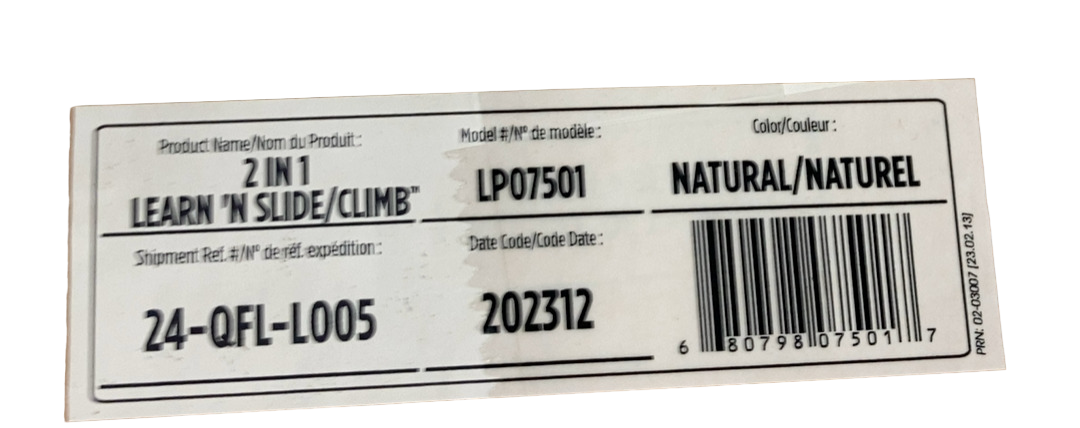 Product Name/Nom du Produit :
2 IN 1
LEARN 'N SLIDE/CLIMB™
Model #/N° de modèle :
LP07501
Color/Couleur :
NATURAL/NATUREL
Shipment Ref. #/N° de réf. expédition :
24-QFL-L005
Date Code/Code Date :
202312
6 80798 07501 7
PRN: 02-03007 [23.02.13]